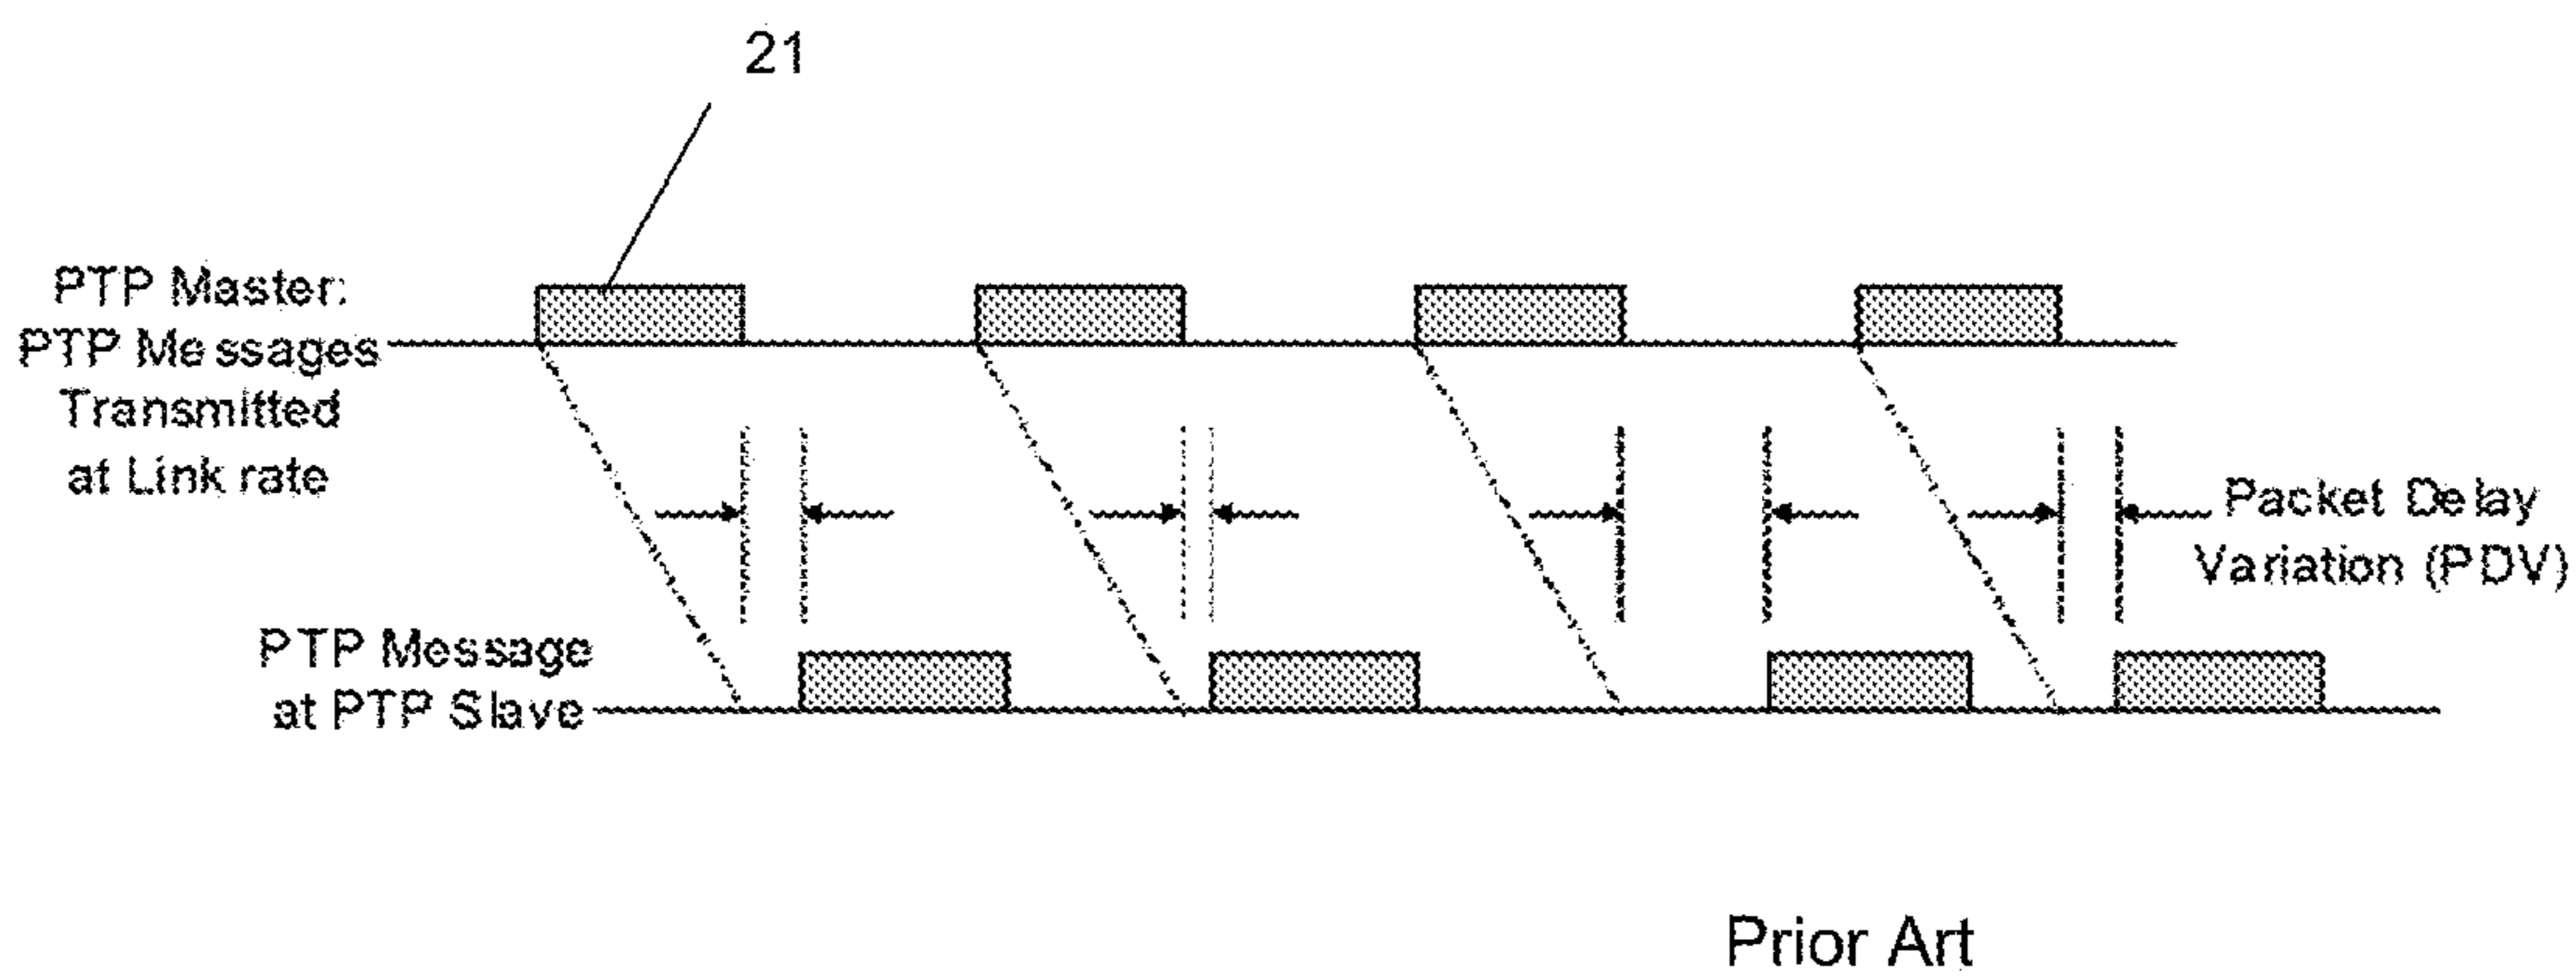 21
PTP Master:
PTP Messages
Transmitted
at Link rate
Packet Delay
Variation (PDV)
PTP Message
at PTP Slave
Prior Art